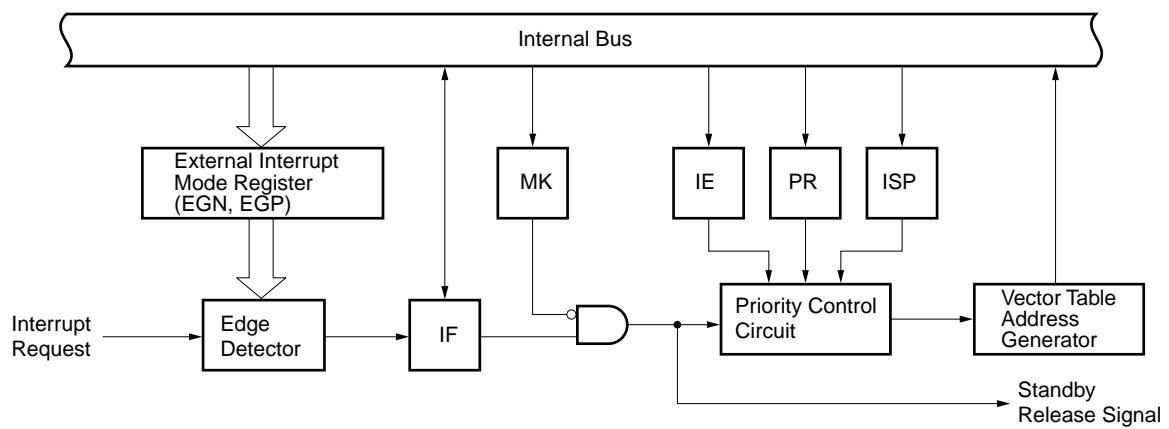 Internal Bus
External Interrupt
Mode Register
(EGN, EGP)
MK
IE
PR
ISP
Interrupt
Request
Edge
Detector
IF
Priority Control
Circuit
Vector Table
Address
Generator
Standby
Release Signal